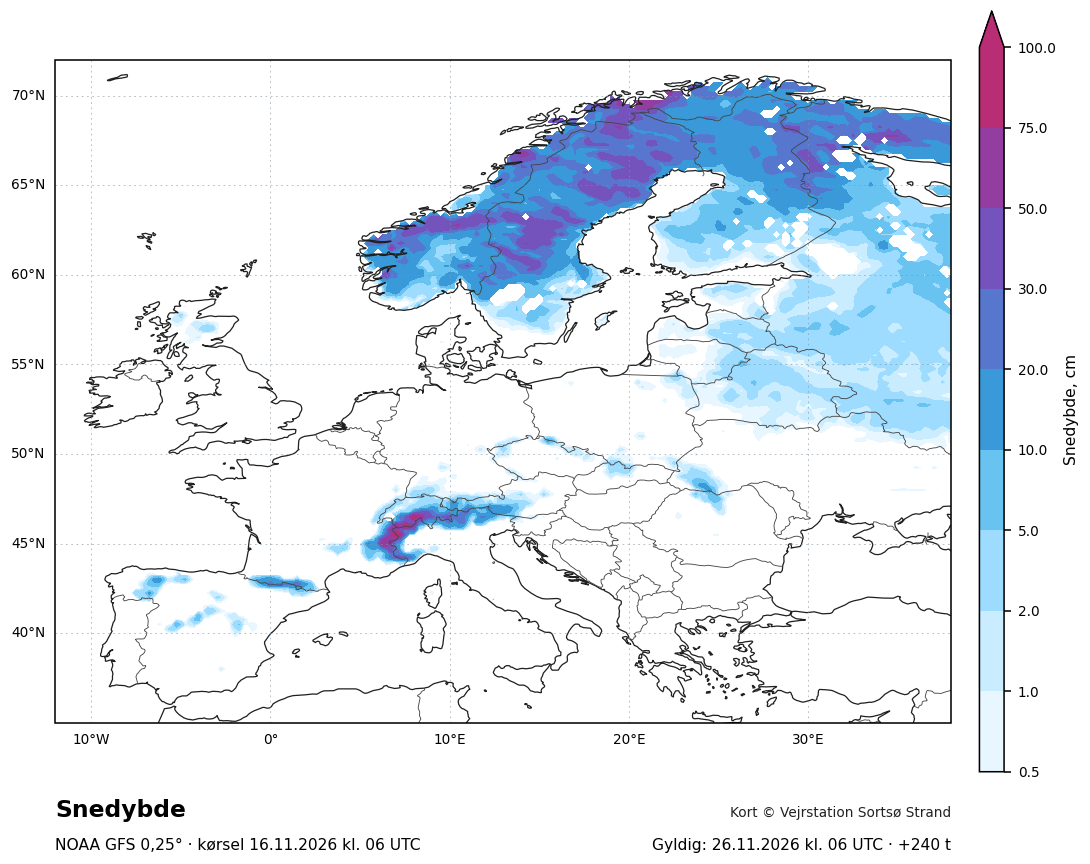 70°N
65°N
60°N
55°N
50°N
45°N
40°N
10°W
0°
10°E
20°E
30°E
100.0
75.0
50.0
30.0
20.0
10.0
5.0
2.0
1.0
0.5
Snedybde, cm
Snedybde
Kort © Vejrstation Sortsø Strand
NOAA GFS 0,25° · kørsel 16.11.2026 kl. 06 UTC
Gyldig: 26.11.2026 kl. 06 UTC · +240 t